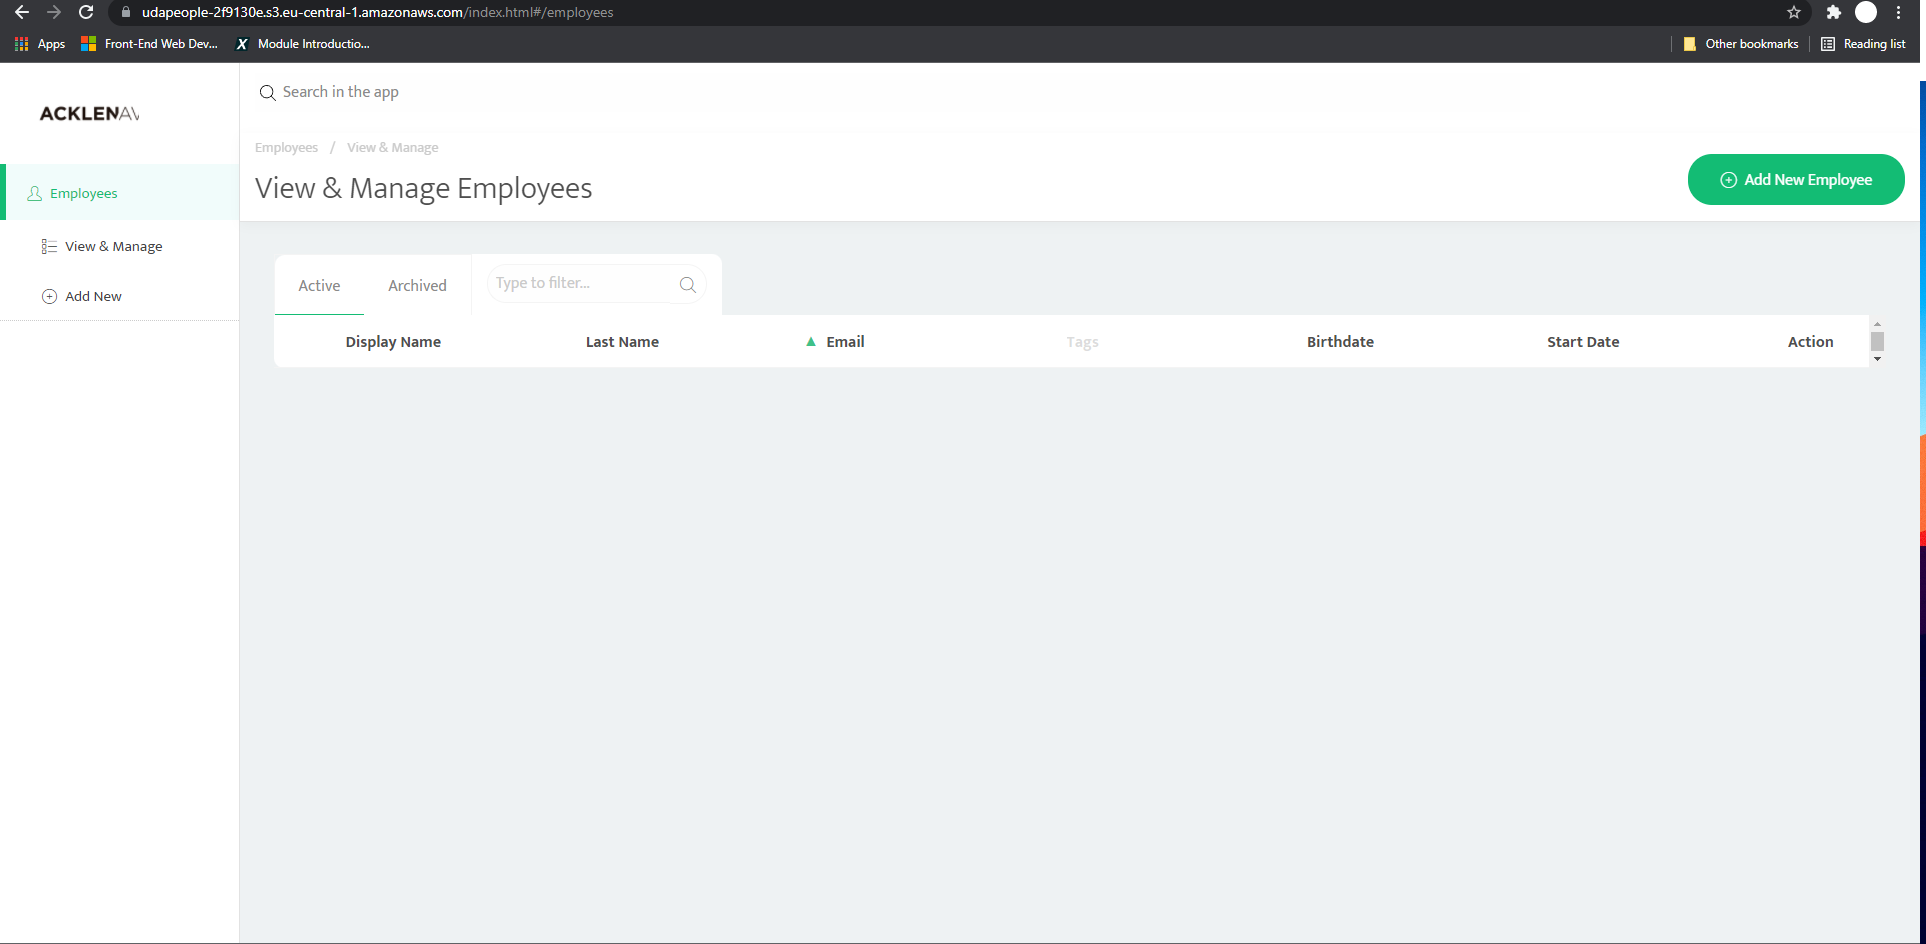 udapeople-2f9130e.s3.eu-central-1.amazonaws.com/index.html#/employees
Apps Front-End Web Dev... X Module Introductio... Other bookmarks Reading list
ACKLENAV
Search in the app
Employees / View & Manage
View & Manage Employees
Add New Employee
Employees
View & Manage
Add New
Active Archived Type to filter...
Display Name Last Name Email Tags Birthdate Start Date Action